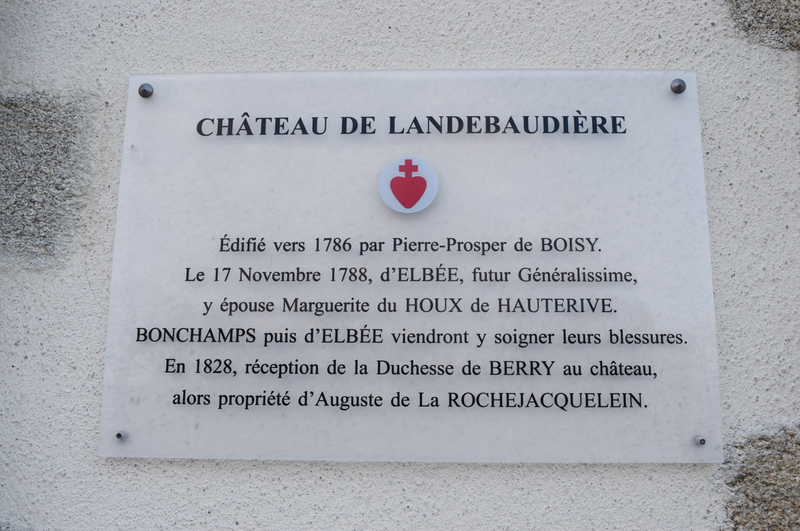 CHÂTEAU DE LANDEBAUDIÈRE
Édifié vers 1786 par Pierre-Prosper de BOISY.
Le 17 Novembre 1788, d'ELBÉE, futur Généralissime,
y épouse Marguerite du HOUX de HAUTERIVE.
BONCHAMPS puis d'ELBÉE viendront y soigner leurs blessures.
En 1828, réception de la Duchesse de BERRY au château,
alors propriété d'Auguste de La ROCHEJACQUELEIN.